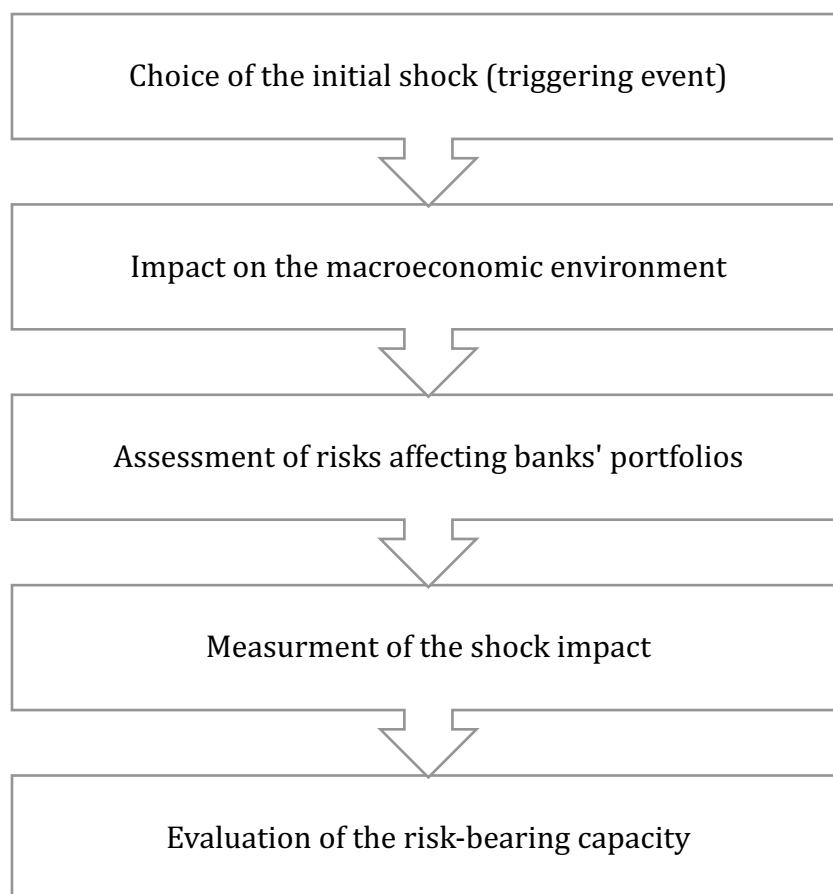 Choice of the initial shock (triggering event)
Impact on the macroeconomic environment
Assessment of risks affecting banks' portfolios
Measurment of the shock impact
Evaluation of the risk-bearing capacity